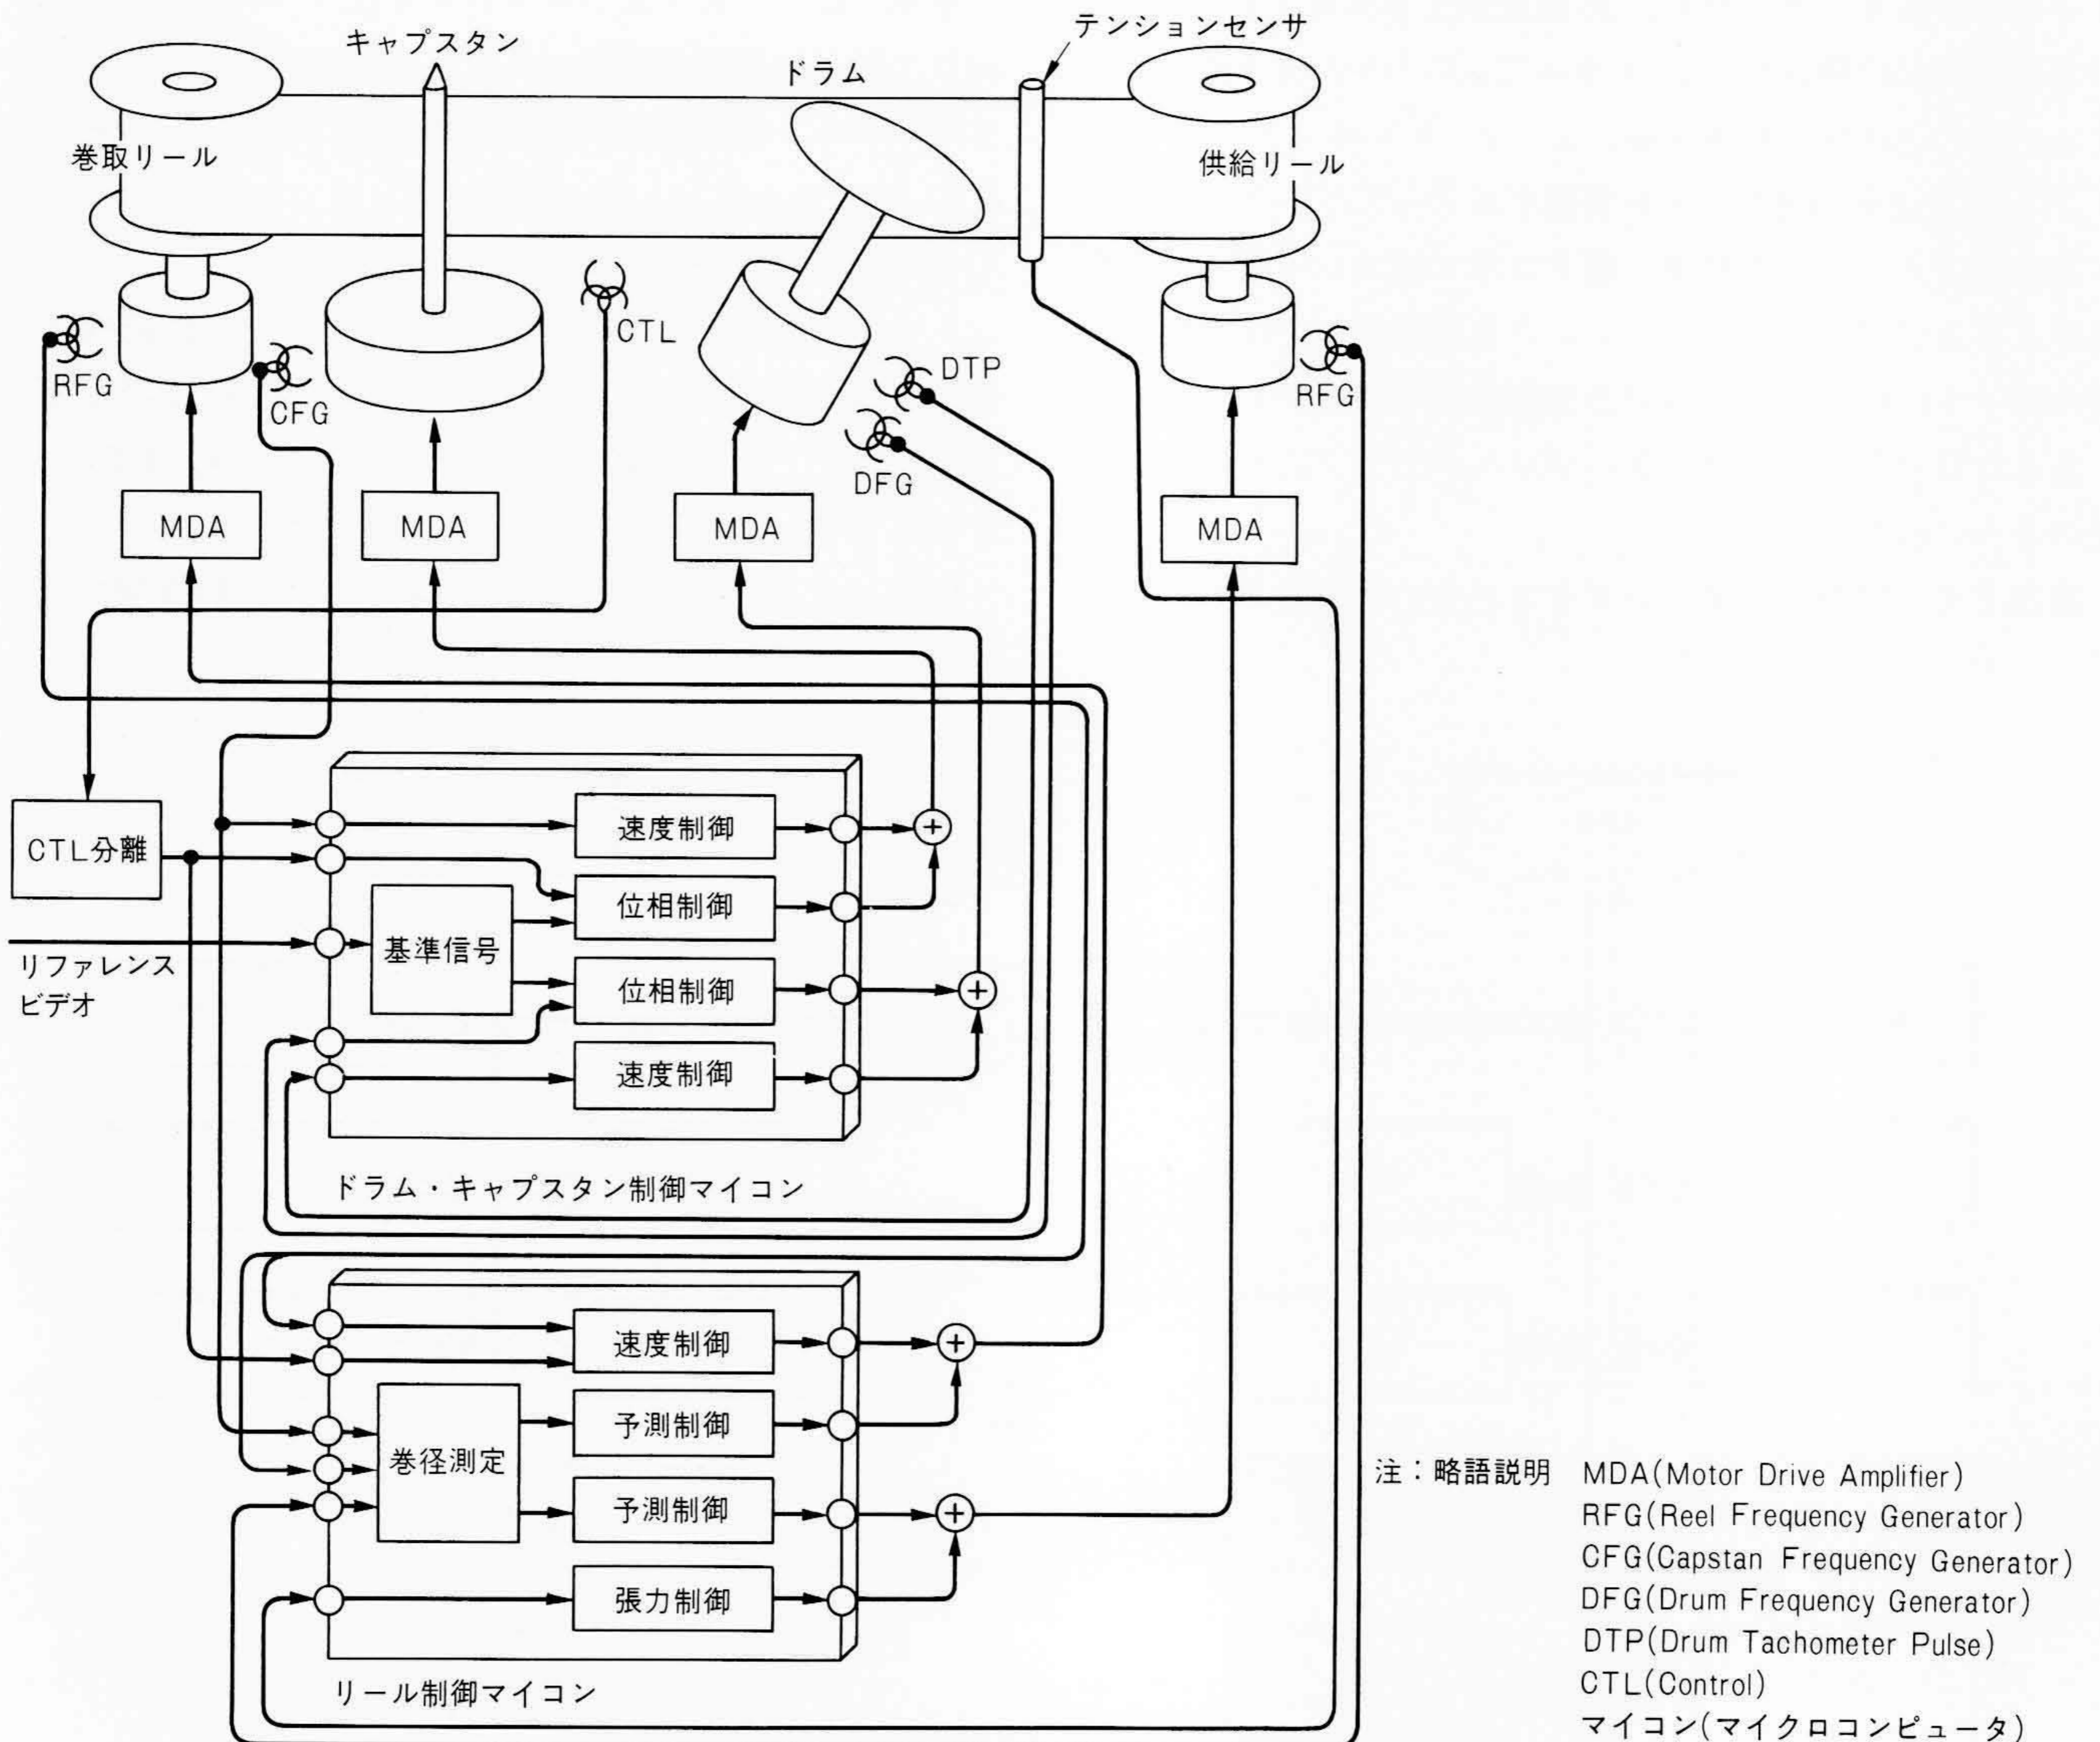 テンションセンサ
キャプスタン
ドラム
巻取リール
供給リール
CTL
RFG
CFG
DTP
DFG
RFG
MDA
MDA
MDA
MDA
CTL分離
リファレンス
ビデオ
速度制御
+
位相制御
基準信号
位相制御
+
速度制御
ドラム・キャプスタン制御マイコン
速度制御
+
予測制御
巻径測定
予測制御
+
張力制御
リール制御マイコン
注：略語説明 MDA(Motor Drive Amplifier)
RFG(Reel Frequency Generator)
CFG(Capstan Frequency Generator)
DFG(Drum Frequency Generator)
DTP(Drum Tachometer Pulse)
CTL(Control)
マイコン(マイクロコンピュータ)